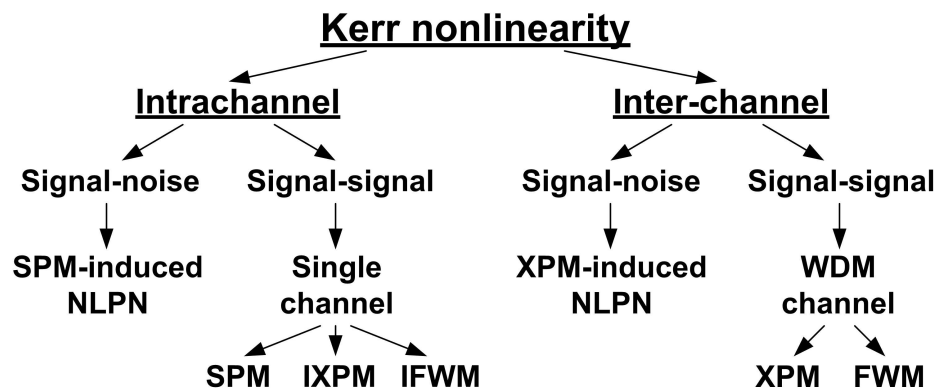 Kerr nonlinearity
Intrachannel
Inter-channel
Signal-noise
Signal-signal
Signal-noise
Signal-signal
SPM-induced
NLPN
Single
channel
XPM-induced
NLPN
WDM
channel
SPM
IXPM
IFWM
XPM
FWM